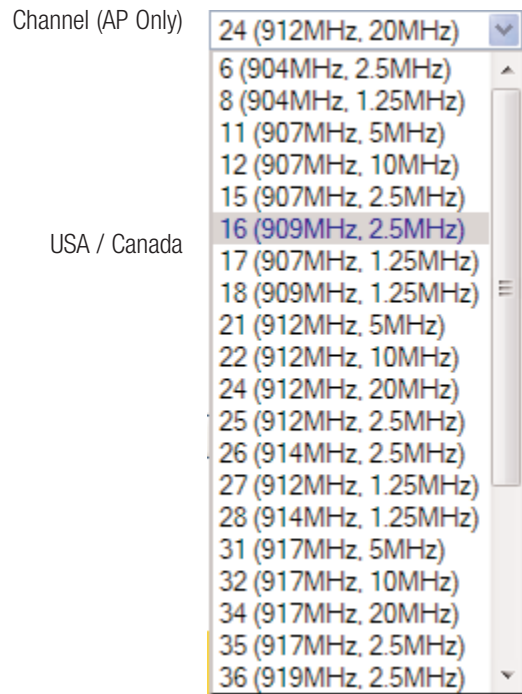 Channel (AP Only)
24 (912MHz, 20MHz)
6 (904MHz, 2.5MHz)
8 (904MHz, 1.25MHz)
11 (907MHz, 5MHz)
12 (907MHz, 10MHz)
15 (907MHz, 2.5MHz)
USA / Canada
16 (909MHz, 2.5MHz)
17 (907MHz, 1.25MHz)
18 (909MHz, 1.25MHz)
21 (912MHz, 5MHz)
22 (912MHz, 10MHz)
24 (912MHz, 20MHz)
25 (912MHz, 2.5MHz)
26 (914MHz, 2.5MHz)
27 (912MHz, 1.25MHz)
28 (914MHz, 1.25MHz)
31 (917MHz, 5MHz)
32 (917MHz, 10MHz)
34 (917MHz, 20MHz)
35 (917MHz, 2.5MHz)
36 (919MHz, 2.5MHz)